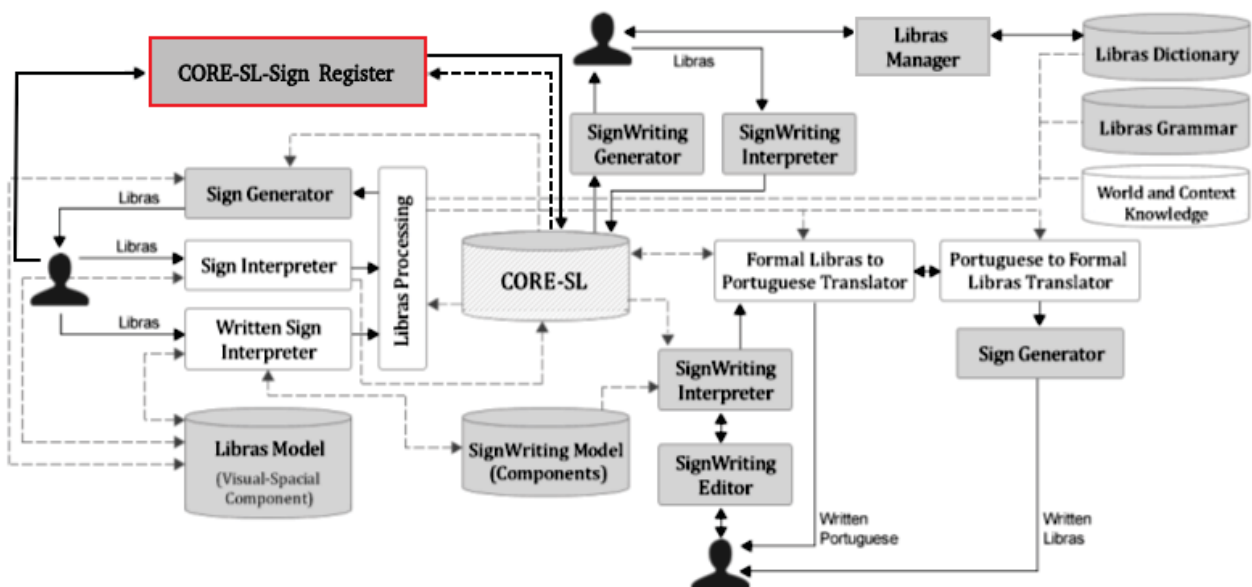 CORE-SL-Sign Register
Libras
Libras
Manager
Libras Dictionary
Libras Grammar
World and Context
Knowledge
SignWriting
Generator
SignWriting
Interpreter
Sign Generator
Libras
Libras
Sign Interpreter
Libras
Written Sign
Interpreter
Libras Processing
CORE-SL
Formal Libras to
Portuguese Translator
Portuguese to Formal
Libras Translator
Sign Generator
SignWriting
Interpreter
SignWriting
Editor
Libras Model
(Visual-Spacial
Component)
SignWriting Model
(Components)
Written
Portuguese
Written
Libras